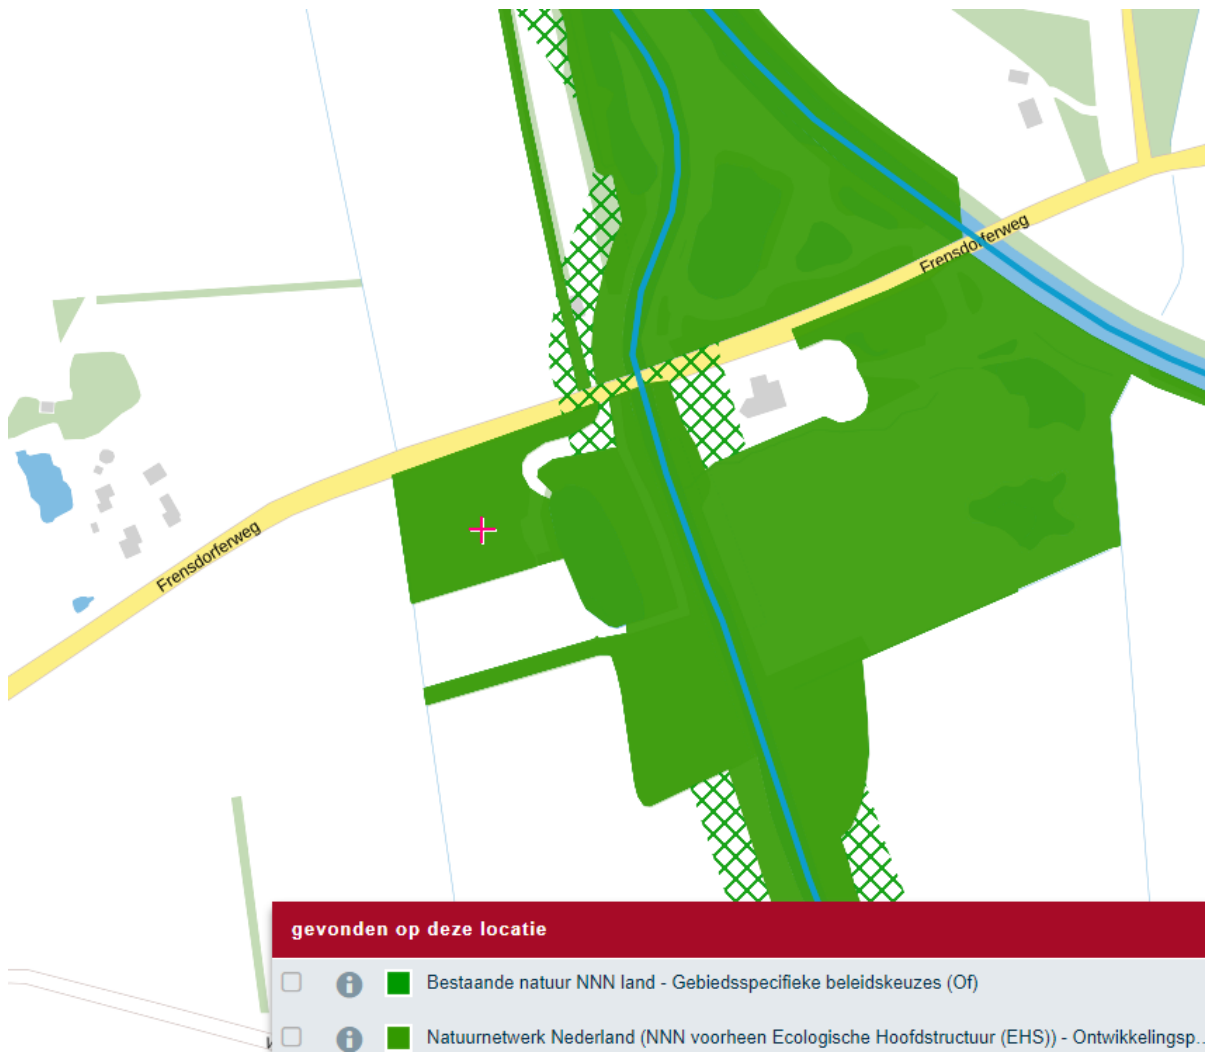 Frensdorferweg
Frensdorferweg
gevonden op deze locatie
Bestaande natuur NNN land - Gebiedsspecifieke beleidskeuzes (Of)
Natuurnetwerk Nederland (NNN voorheen Ecologische Hoofdstructuur (EHS)) - Ontwikkelingsp...